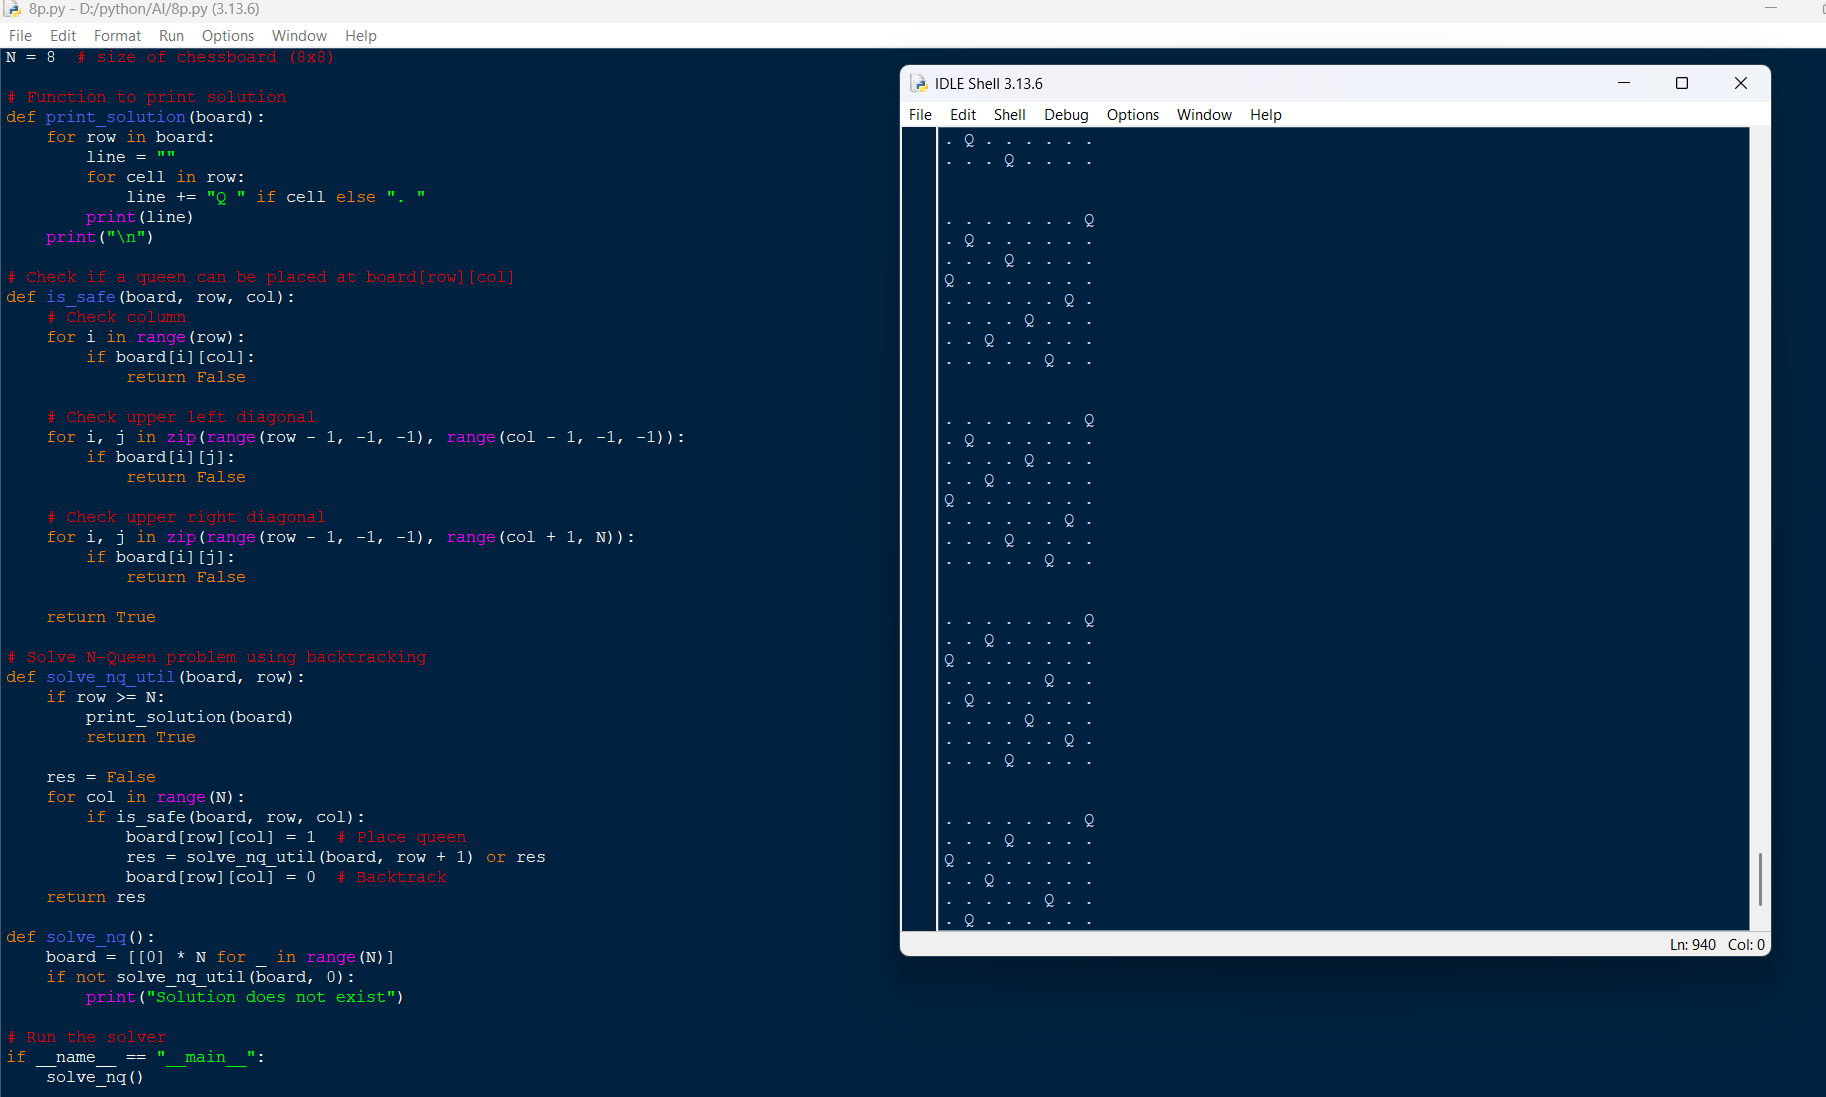 8p.py - D:/python/AI/8p.py (3.13.6)
File Edit Format Run Options Window Help
N = 8  # size of chessboard (8x8)

# Function to print solution
def print_solution(board):
    for row in board:
        line = ""
        for cell in row:
            line += "Q " if cell else ". "
        print(line)
    print("\n")

# Check if a queen can be placed at board[row][col]
def is_safe(board, row, col):
    # Check column
    for i in range(row):
        if board[i][col]:
            return False

    # Check upper left diagonal
    for i, j in zip(range(row - 1, -1, -1), range(col - 1, -1, -1)):
        if board[i][j]:
            return False

    # Check upper right diagonal
    for i, j in zip(range(row - 1, -1, -1), range(col + 1, N)):
        if board[i][j]:
            return False

    return True

# Solve N-Queen problem using backtracking
def solve_nq_util(board, row):
    if row >= N:
        print_solution(board)
        return True

    res = False
    for col in range(N):
        if is_safe(board, row, col):
            board[row][col] = 1  # Place queen
            res = solve_nq_util(board, row + 1) or res
            board[row][col] = 0  # Backtrack
    return res

def solve_nq():
    board = [[0] * N for _ in range(N)]
    if not solve_nq_util(board, 0):
        print("Solution does not exist")

# Run the solver
if __name__ == "__main__":
    solve_nq()
IDLE Shell 3.13.6
File Edit Shell Debug Options Window Help
. Q . . . . . .
. . . Q . . . .

. . . . . . . Q
. Q . . . . . .
. . . Q . . . .
Q . . . . . . .
. . . . . . Q .
. . . . Q . . .
. . Q . . . . .
. . . . . Q . .

. . . . . . . Q
. Q . . . . . .
. . . . Q . . .
. . Q . . . . .
Q . . . . . . .
. . . . . . Q .
. . . Q . . . .
. . . . . Q . .

. . . . . . . Q
. . Q . . . . .
Q . . . . . . .
. . . . . Q . .
. Q . . . . . .
. . . . Q . . .
. . . . . . Q .
. . . Q . . . .

. . . . . . . Q
. . . Q . . . .
Q . . . . . . .
. . Q . . . . .
. . . . . Q . .
. Q . . . . . .
Ln: 940 Col: 0